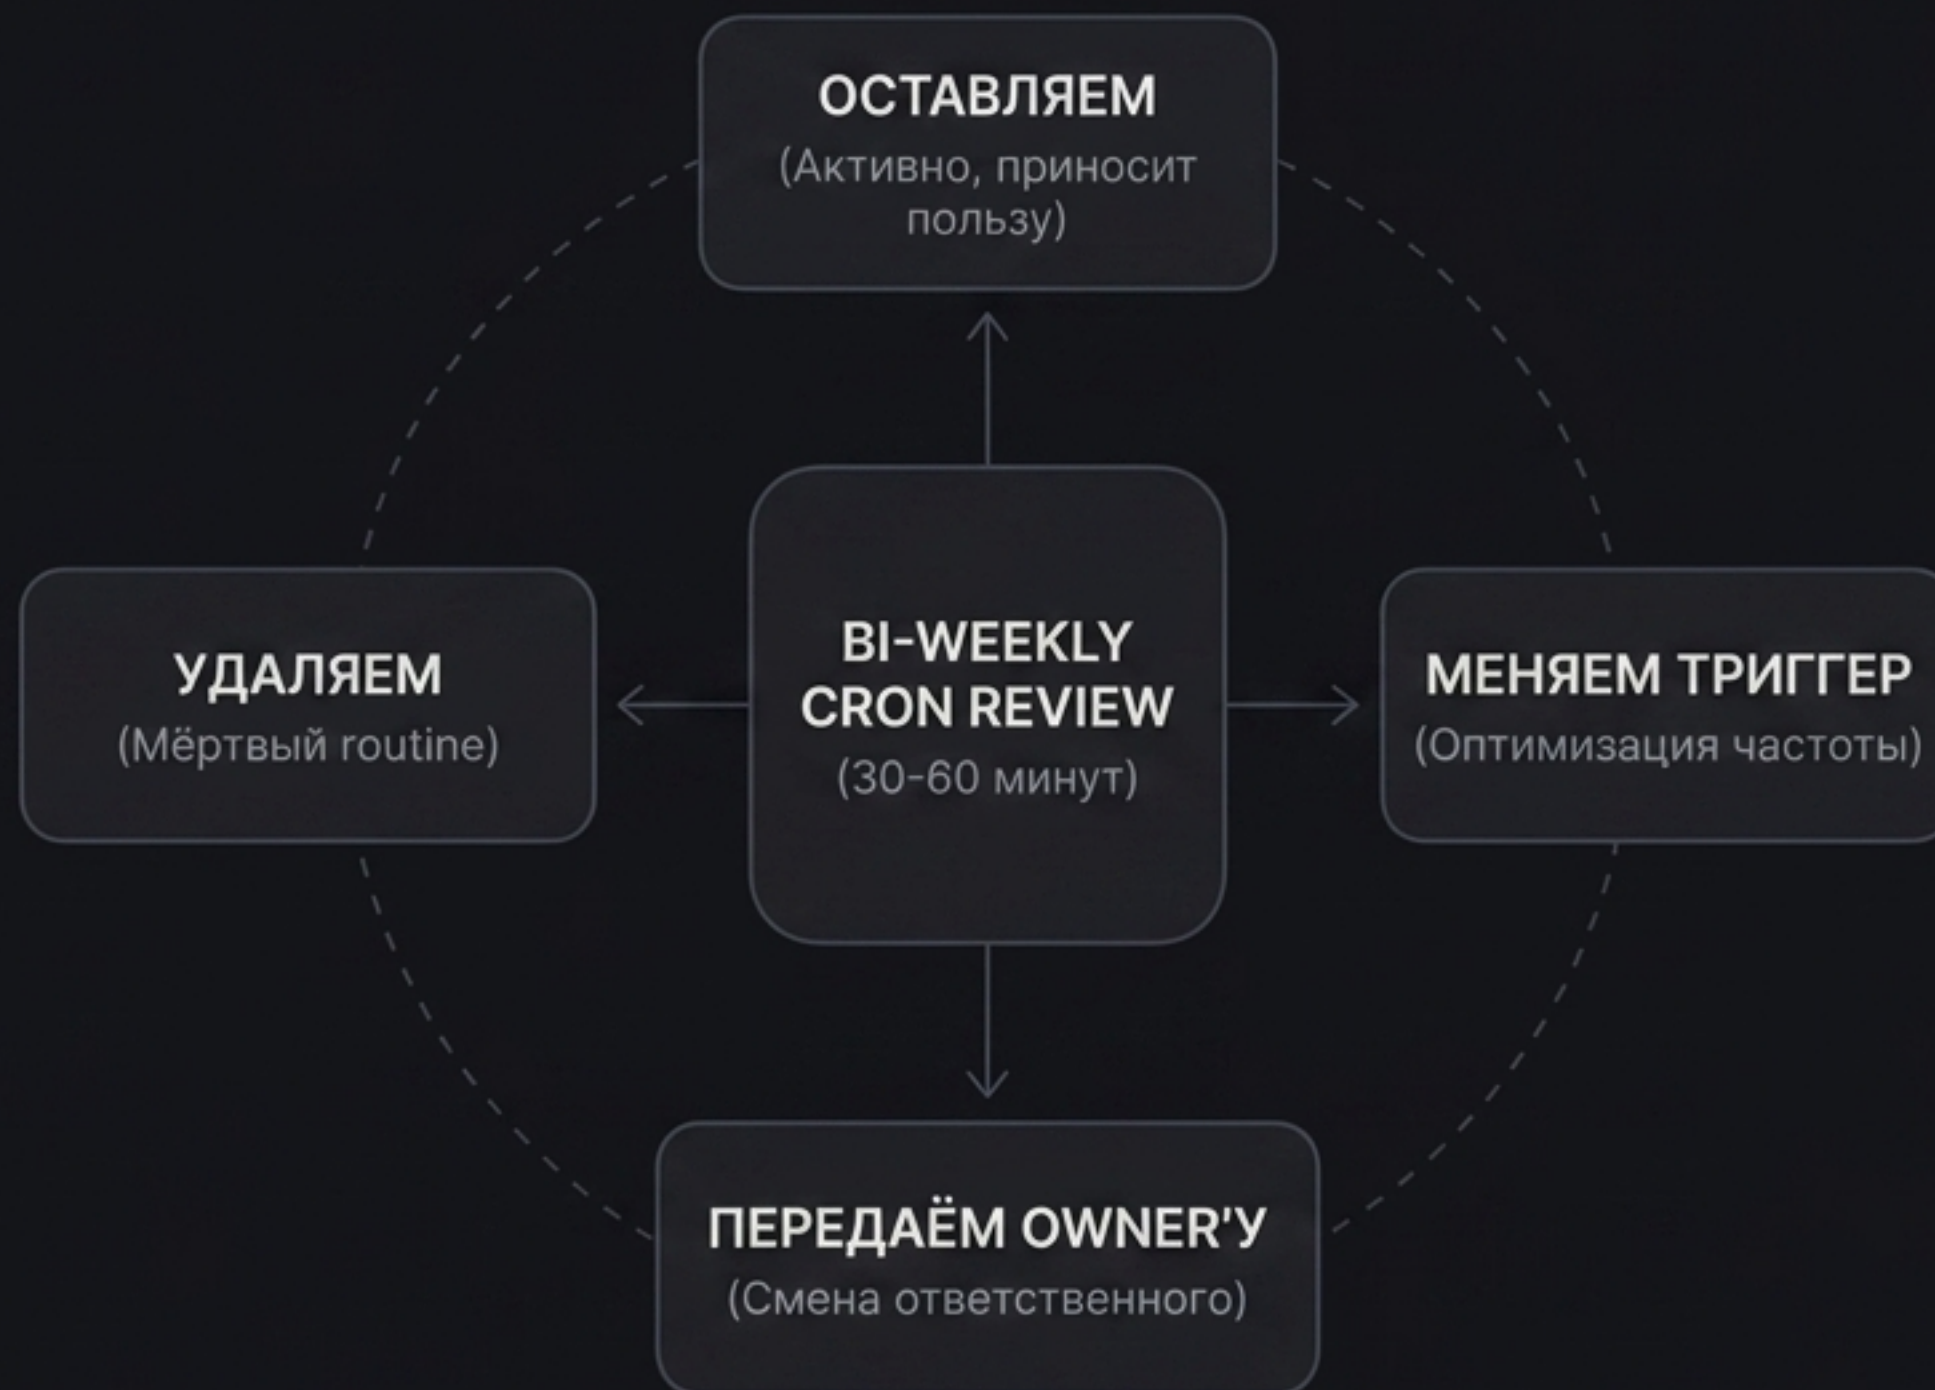 ОСТАВЛЯЕМ
(Активно, приносит
пользу)
УДАЛЯЕМ
(Мёртвый routine)
BI-WEEKLY
CRON REVIEW
(30-60 минут)
МЕНЯЕМ ТРИГГЕР
(Оптимизация частоты)
ПЕРЕДАЁМ OWNER'У
(Смена ответственного)